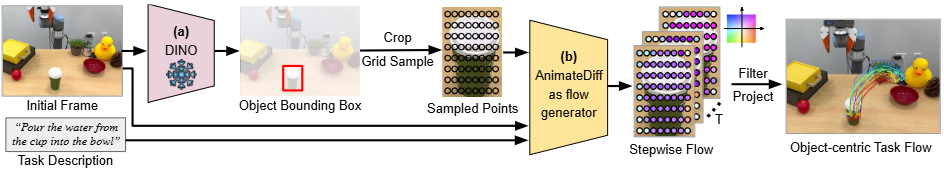 Initial Frame
"Pour the water from
the cup into the bowl"
Task Description
(a)
DINO
Object Bounding Box
Crop
Grid Sample
Sampled Points
(b)
AnimateDiff
as flow
generator
T
Stepwise Flow
Filter
Project
Object-centric Task Flow